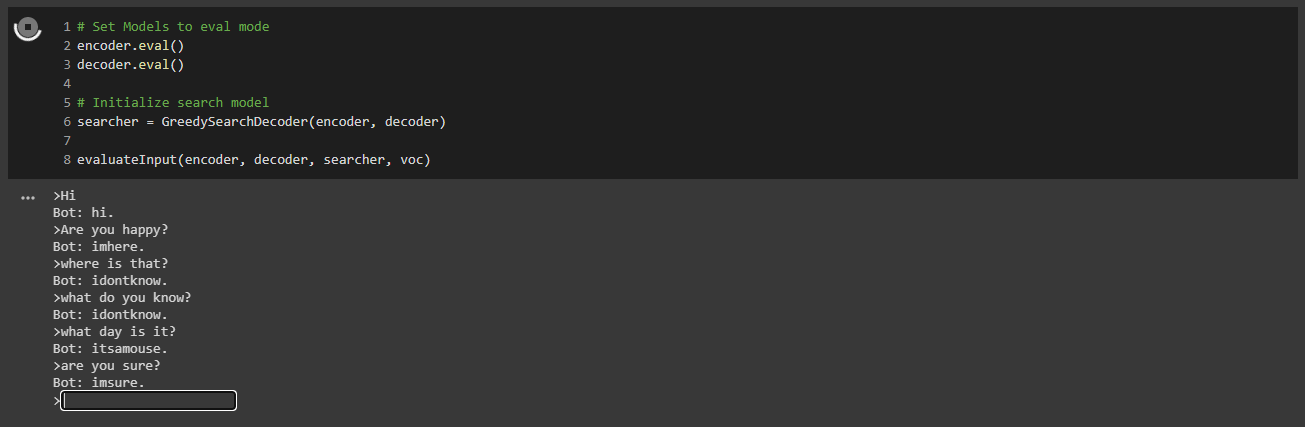 1 # Set Models to eval mode
2 encoder.eval()
3 decoder.eval()
4
5 # Initialize search model
6 searcher = GreedySearchDecoder(encoder, decoder)
7
8 evaluateInput(encoder, decoder, searcher, voc)
>Hi
Bot: hi.
>Are you happy?
Bot: imhere.
>where is that?
Bot: idontknow.
>what do you know?
Bot: idontknow.
>what day is it?
Bot: itsamouse.
>are you sure?
Bot: imsure.
>